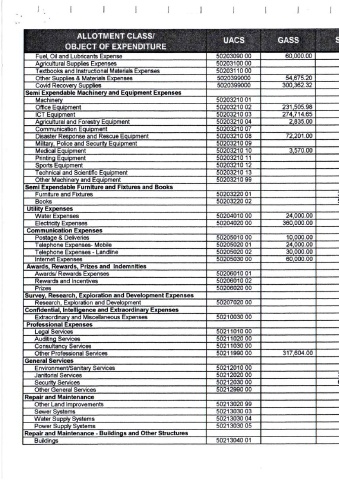 ALLOTMENT CLASS/ OBJECT OF EXPENDITURE UACS GASS S
Fuel, Oil and Lubricants Expense 50203090 00 60,000.00
Agricultural Supplies Expenses 50203100 00
Textbooks and Instructional Materials Expenses 50203110 00
Other Supplies & Materials Expenses 5020399000 54,675.20
Covid Recovery Supplies 50203990000 300,362.32
Semi Expendable Machinery and Equipment Expenses
Machinery 50203210 01
Office Equipment 50203210 02 231,505.98
ICT Equipment 50203210 03 274,714.65
Agricultural and Forestry Equipment 50203210 04 2,835.00
Communication Equipment 50203210 07
Disaster Response and Rescue Equipment 50203210 08 72,201.00
Military, Police and Security Equipment 50203210 09
Medical Equipment 50203210 10 3,570.00
Printing Equipment 50203210 11
Sports Equipment 50203210 12
Technical and Scientific Equipment 50203210 13
Other Machinery and Equipment 50203210 99
Semi Expendable Furniture and Fixtures and Books
Furniture and Fixtures 50203220 01
Books 50203220 02
Utility Expenses
Water Expenses 50204010 00 24,000.00
Electricity Expenses 50204020 00 360,000.00
Communication Expenses
Postage & Deliveries 50205010 00 10,000.00
Telephone Expenses- Mobile 50205020 01 24,000.00
Telephone Expenses - Landline 50205020 02 30,000.00
Internet Expenses 50205030 00 60,000.00
Awards, Rewards, Prizes and Indemnities
Awards/ Rewards Expenses 50206010 01
Rewards and Incentives 50206010 02
Prizes 50206020 00
Survey, Research, Exploration and Development Expenses
Research, Exploration and Development 50207020 00
Confidential, Intelligence and Extraordinary Expenses
Extraordinary and Miscellaneous Expenses 50210030 00
Professional Expenses
Legal Services 50211010 00
Auditing Services 50211020 00
Consultancy Services 50211030 00
Other Professional Services 50211990 00 317,604.00
General Services
Environment/Sanitary Services 50212010 00
Janitorial Services 50212020 00
Security Services 50212030 00
Other General Services 50212990 00
Repair and Maintenance
Other Land Improvements 50213020 99
Sewer Systems 50213030 03
Water Supply Systems 50213030 04
Power Supply Systems 50213030 05
Repair and Maintenance - Buildings and Other Structures
Buildings 50213040 01